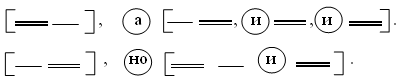 [══ —], (а) [— ══, (и) ══, (и) ══].
[— ══], (но) [══ — (и) ══].